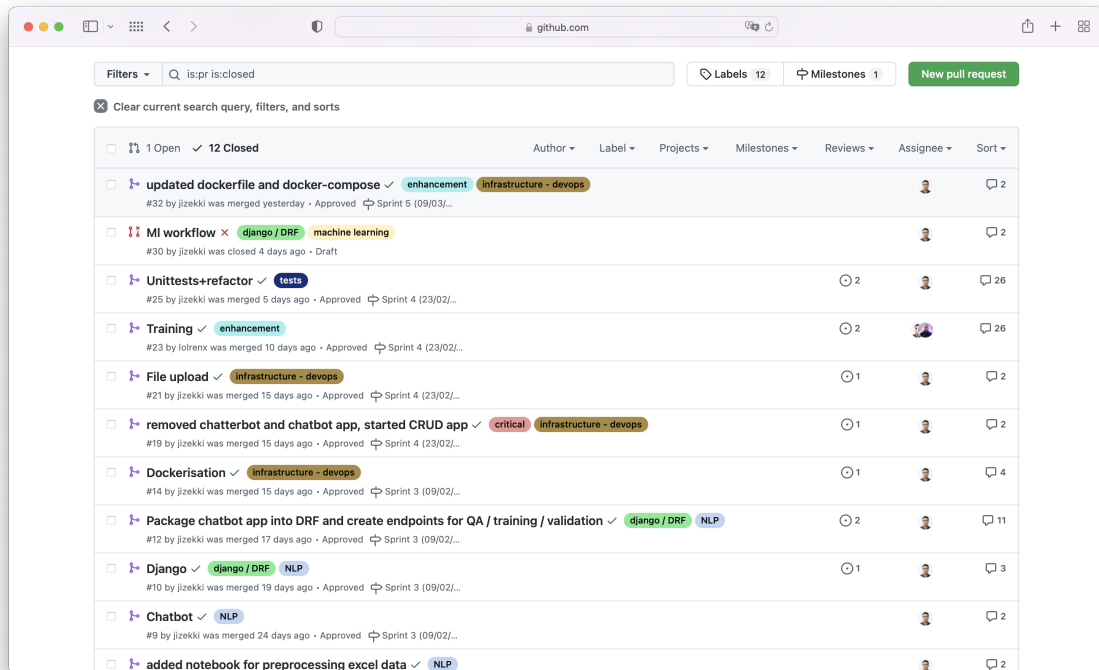 github.com
Filters
is:pr is:closed
Labels 12
Milestones 1
New pull request
Clear current search query, filters, and sorts
1 Open 12 Closed
Author Label Projects Milestones Reviews Assignee Sort
updated dockerfile and docker-compose enhancement infrastructure - devops 2
#32 by jizekki was merged yesterday • Approved Sprint 5 (09/03/...
MI workflow django / DRF machine learning 2
#30 by jizekki was closed 4 days ago • Draft
Unittests+refactor tests 2 26
#25 by jizekki was merged 5 days ago • Approved Sprint 4 (23/02/...
Training enhancement 2 26
#23 by lolrenx was merged 10 days ago • Approved Sprint 4 (23/02/...
File upload infrastructure - devops 1 2
#21 by jizekki was merged 15 days ago • Approved Sprint 4 (23/02/...
removed chatterbot and chatbot app, started CRUD app critical infrastructure - devops 1 2
#19 by jizekki was merged 15 days ago • Approved Sprint 4 (23/02/...
Dockerisation infrastructure - devops 1 4
#14 by jizekki was merged 15 days ago • Approved Sprint 3 (09/02/...
Package chatbot app into DRF and create endpoints for QA / training / validation django / DRF NLP 2 11
#12 by jizekki was merged 17 days ago • Approved Sprint 3 (09/02/...
Django django / DRF NLP 1 3
#10 by jizekki was merged 19 days ago • Approved Sprint 3 (09/02/...
Chatbot NLP 2
#9 by jizekki was merged 24 days ago • Approved Sprint 3 (09/02/...
added notebook for preprocessing excel data NLP 2